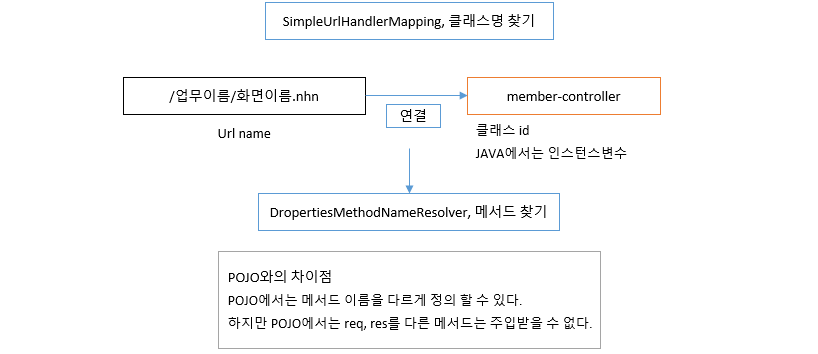 SimpleUrlHandlerMapping, 클래스명 찾기
/업무이름/화면이름.nhn
member-controller
연결
Url name
클래스 id
JAVA에서는 인스턴스변수
DropertiesMethodNameResolver, 메서드 찾기
POJO와의 차이점
POJO에서는 메서드 이름을 다르게 정의 할 수 있다.
하지만 POJO에서는 req, res를 다른 메서드는 주입받을 수 없다.